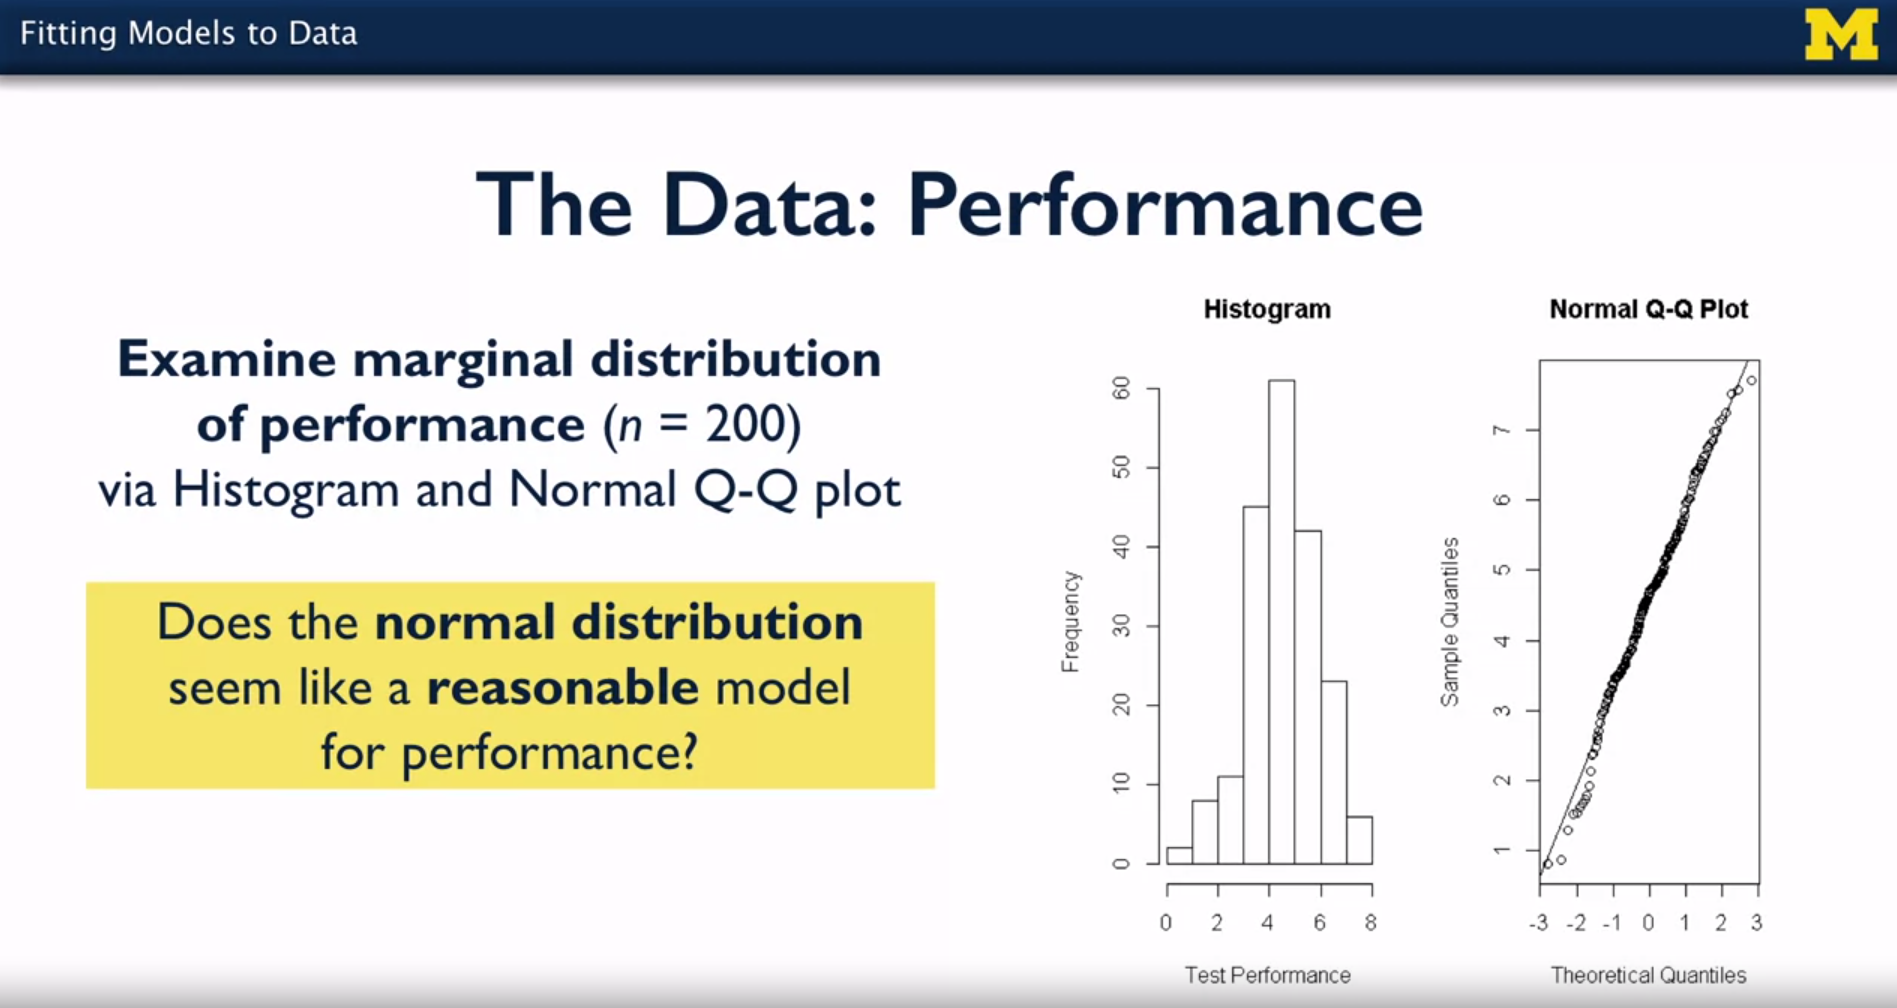 Fitting Models to Data
M
The Data: Performance
Examine marginal distribution
of performance (n = 200)
via Histogram and Normal Q-Q plot
Does the normal distribution
seem like a reasonable model
for performance?
Histogram
Frequency
0 10 20 30 40 50 60
0 2 4 6 8
Test Performance
Normal Q-Q Plot
Sample Quantiles
1 2 3 4 5 6 7
-3 -2 -1 0 1 2 3
Theoretical Quantiles